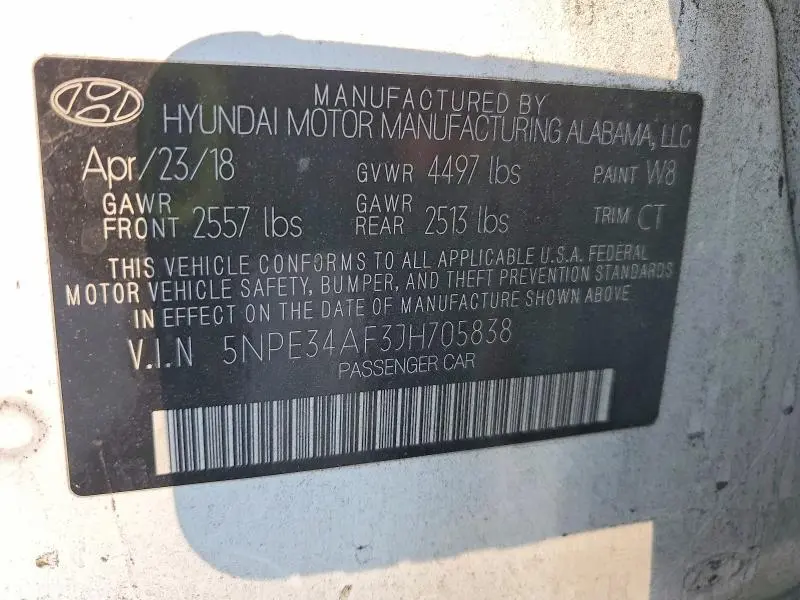 MANUFACTURED BY
HYUNDAI MOTOR MANUFACTURING ALABAMA, LLC
Apr/23/18 GVWR 4497 lbs PAINT W8
GAWR FRONT 2557 lbs GAWR REAR 2513 lbs TRIM CT
THIS VEHICLE CONFORMS TO ALL APPLICABLE U.S.A. FEDERAL
MOTOR VEHICLE SAFETY, BUMPER, AND THEFT PREVENTION STANDARDS
IN EFFECT ON THE DATE OF MANUFACTURE SHOWN ABOVE.
V.I.N 5NPE34AF3JH705838
PASSENGER CAR